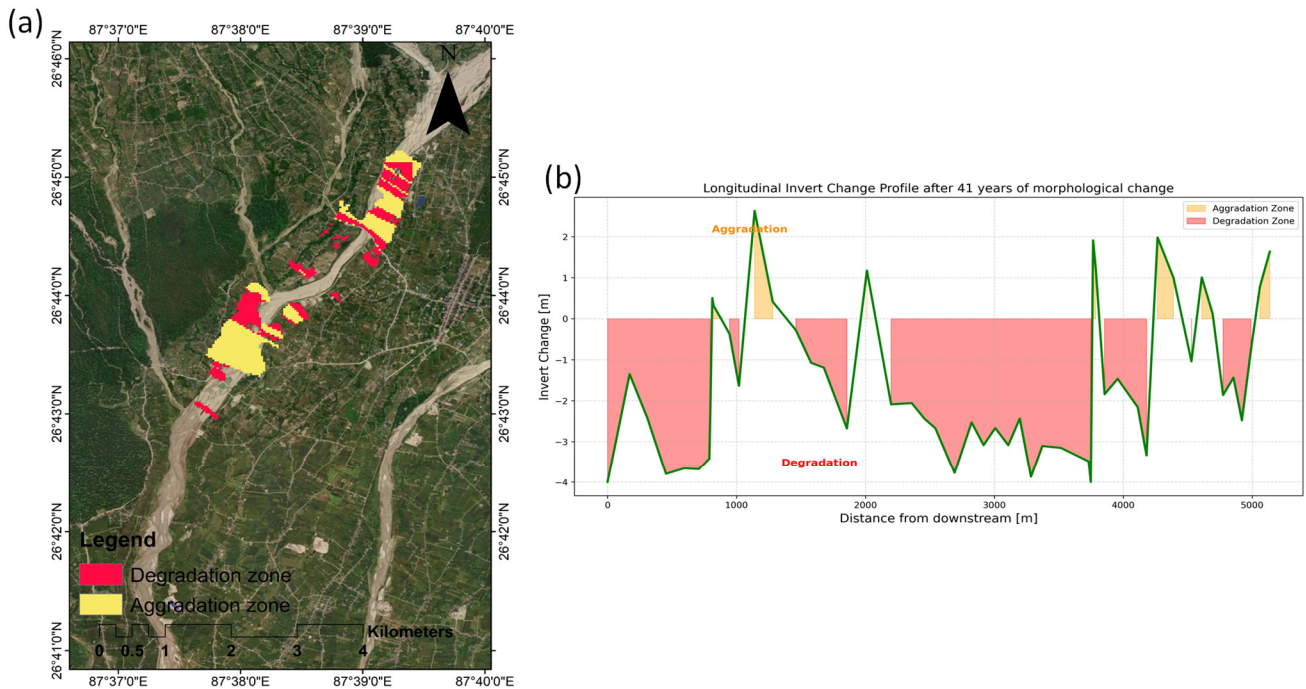 (a)
87°37'0"E 87°38'0"E 87°39'0"E 87°40'0"E
N
26°46'0"N
26°45'0"N
26°44'0"N
26°43'0"N
26°42'0"N
26°41'0"N
26°46'0"N
26°45'0"N
26°44'0"N
26°43'0"N
26°42'0"N
26°41'0"N
Legend
Degradation zone
Aggradation zone
Kilometers
0 0.5 1 2 3 4
87°37'0"E 87°38'0"E 87°39'0"E 87°40'0"E
(b)
Longitudinal Invert Change Profile after 41 years of morphological change
Aggradation Zone
Degradation Zone
Aggradation
Degradation
Invert Change [m]
2
1
0
−1
−2
−3
−4
0 1000 2000 3000 4000 5000
Distance from downstream [m]